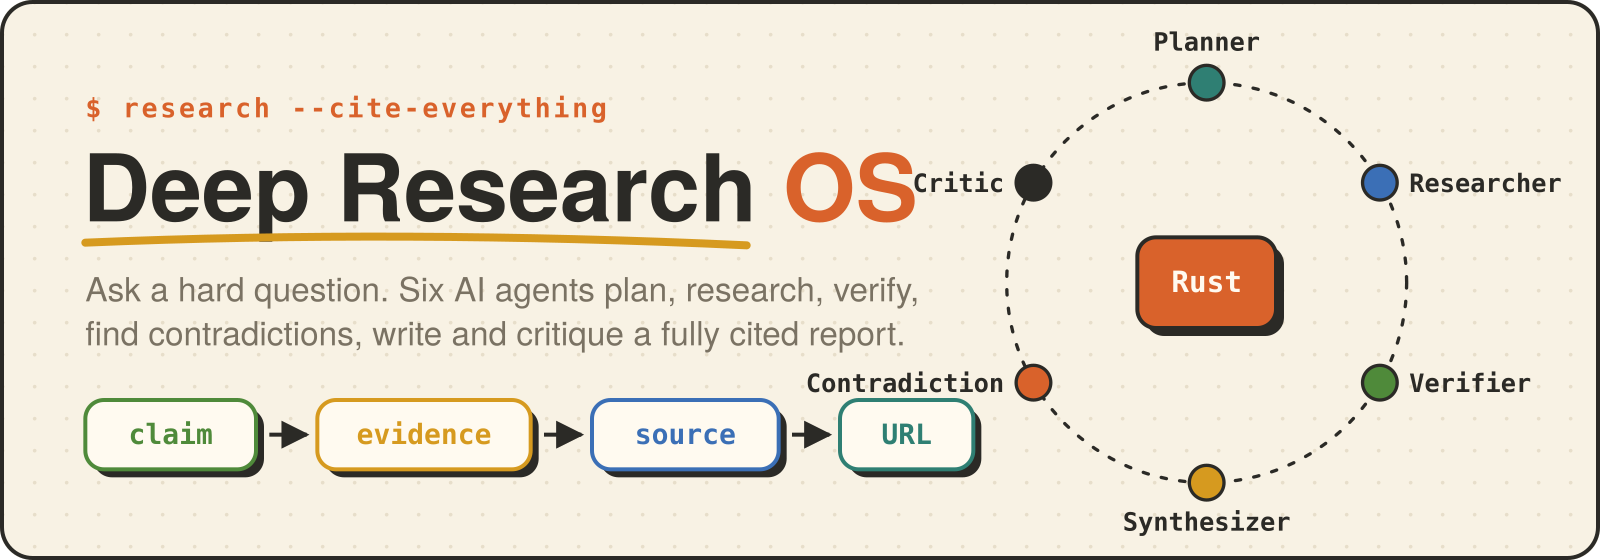 $ research --cite-everything
Deep Research OS
Ask a hard question. Six AI agents plan, research, verify,
find contradictions, write and critique a fully cited report.
claim
evidence
source
URL
Planner
Researcher
Verifier
Synthesizer
Contradiction
Critic
Rust